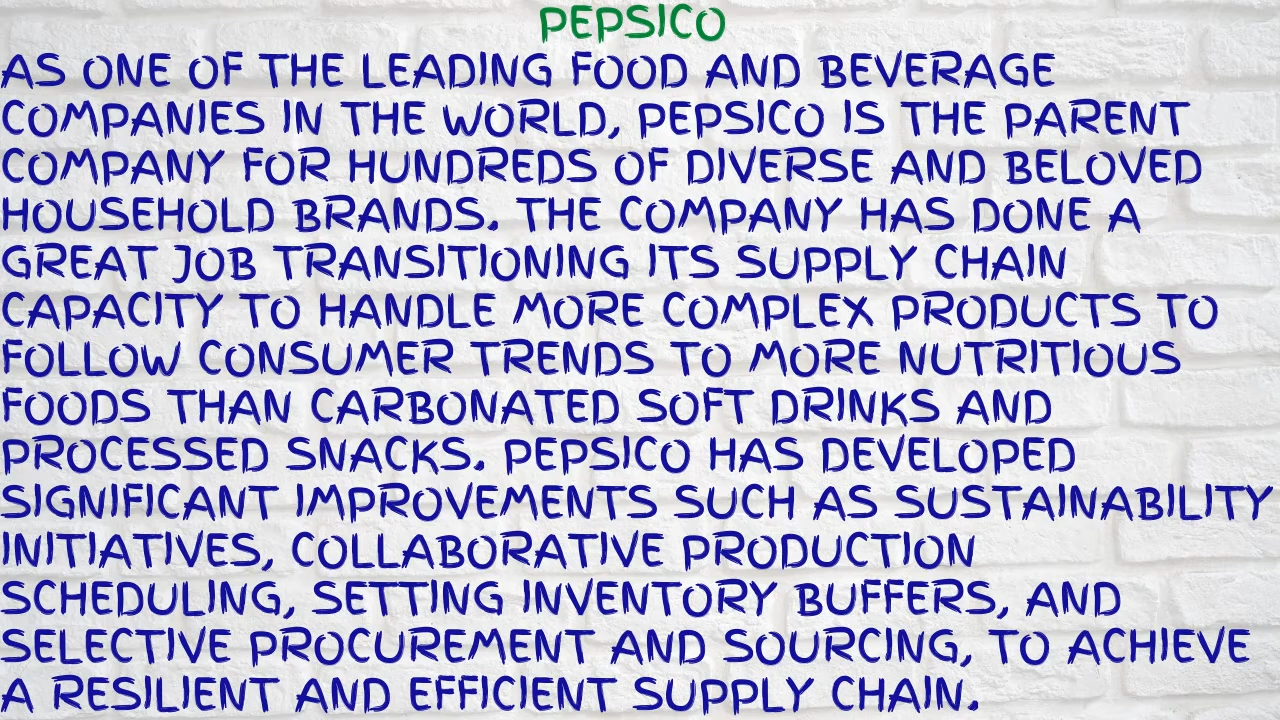 PEPSICO
AS ONE OF THE LEADING FOOD AND BEVERAGE
COMPANIES IN THE WORLD, PEPSICO IS THE PARENT
COMPANY FOR HUNDREDS OF DIVERSE AND BELOVED
HOUSEHOLD BRANDS. THE COMPANY HAS DONE A
GREAT JOB TRANSITIONING ITS SUPPLY CHAIN
CAPACITY TO HANDLE MORE COMPLEX PRODUCTS TO
FOLLOW CONSUMER TRENDS TO MORE NUTRITIOUS
FOODS THAN CARBONATED SOFT DRINKS AND
PROCESSED SNACKS. PEPSICO HAS DEVELOPED
SIGNIFICANT IMPROVEMENTS SUCH AS SUSTAINABILITY
INITIATIVES, COLLABORATIVE PRODUCTION
SCHEDULING, SETTING INVENTORY BUFFERS, AND
SELECTIVE PROCUREMENT AND SOURCING, TO ACHIEVE
A RESILIENT AND EFFICIENT SUPPLY CHAIN.